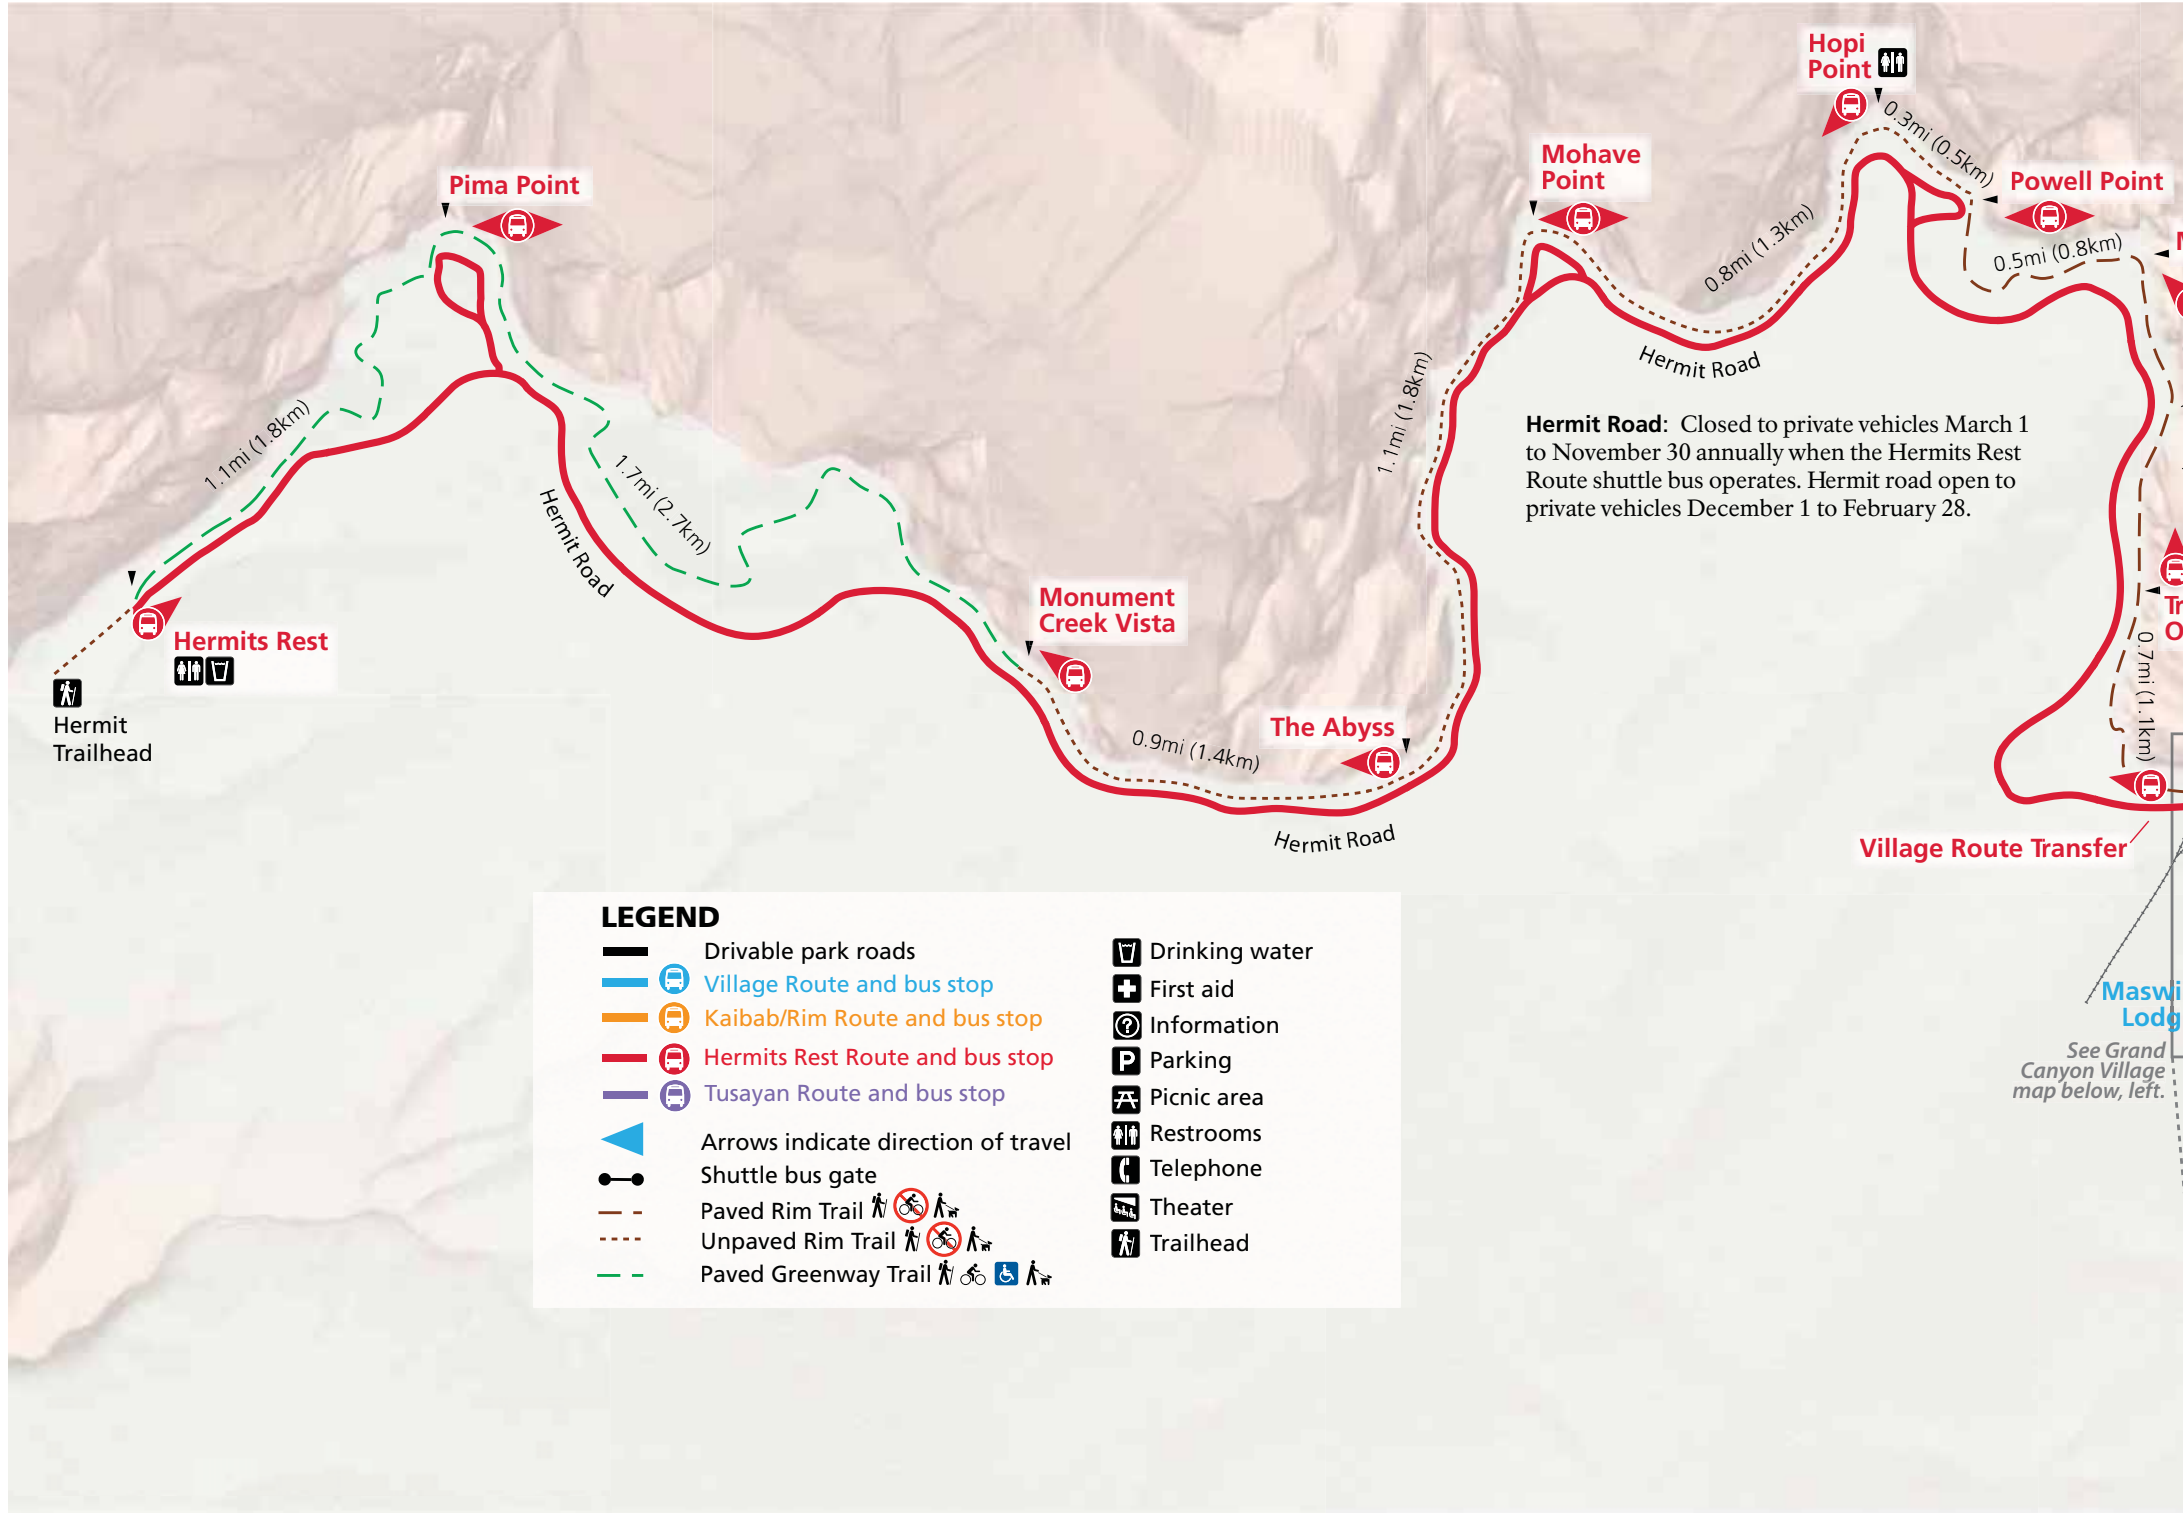 Hopi
Point
0.3mi (0.5km)
Mohave
Point
Powell Point
Pima Point
0.8mi (1.3km)
0.5mi (0.8km)
Hermit Road
1.1mi (1.8km)
1.1mi (1.8km)
Hermit Road: Closed to private vehicles March 1
to November 30 annually when the Hermits Rest
Route shuttle bus operates. Hermit road open to
private vehicles December 1 to February 28.
1.7mi (2.7km)
Hermit Road
Monument
Creek Vista
Hermits Rest
Hermit
Trailhead
The Abyss
0.9mi (1.4km)
0.7mi (1.1km)
Hermit Road
Village Route Transfer
LEGEND
Drivable park roads
Village Route and bus stop
Kaibab/Rim Route and bus stop
Hermits Rest Route and bus stop
Tusayan Route and bus stop
Arrows indicate direction of travel
Shuttle bus gate
Paved Rim Trail
Unpaved Rim Trail
Paved Greenway Trail
Drinking water
First aid
Information
P Parking
Picnic area
Restrooms
Telephone
Theater
Trailhead
Maswi
Lodg
See Grand
Canyon Village
map below, left.